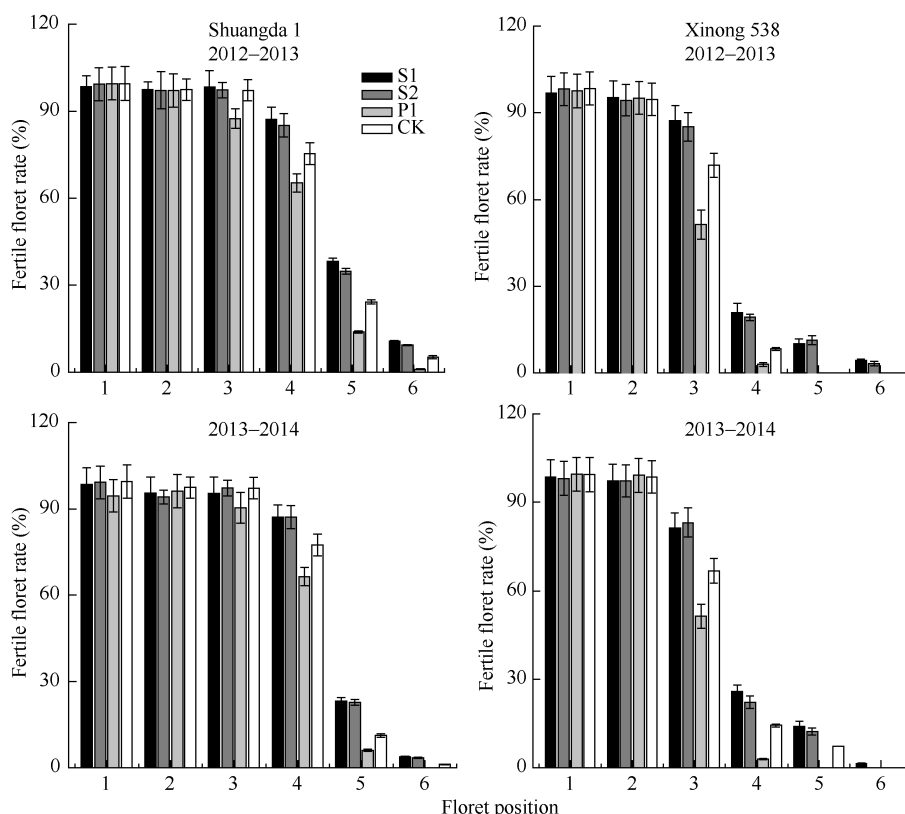 Shuangda 1
2012–2013
S1
S2
P1
CK
Fertile floret rate (%)
120
90
60
30
0
1 2 3 4 5 6
Xinong 538
2012–2013
Fertile floret rate (%)
120
90
60
30
0
1 2 3 4 5 6
2013–2014
Fertile floret rate (%)
120
90
60
30
0
1 2 3 4 5 6
2013–2014
Fertile floret rate (%)
120
90
60
30
0
1 2 3 4 5 6
Floret position